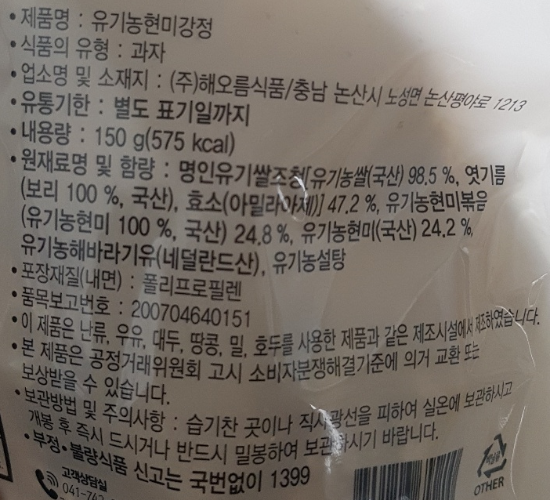 • 제품명 : 유기농현미강정
• 식품의 유형 : 과자
• 업소명 및 소재지 : (주)해오름식품/충남 논산시 노성면 논산평야로 1213
• 유통기한 : 별도 표기일까지
• 내용량 : 150 g(575 kcal)
• 원재료명 및 함량 : 명인유기쌀조청[유기농쌀(국산) 98.5 %, 엿기름
(보리 100 %, 국산), 효소(아밀라아제)] 47.2 %, 유기농현미볶음
(유기농현미 100 %, 국산) 24.8 %, 유기농현미(국산) 24.2 %,
유기농해바라기유(네덜란드산), 유기농설탕
• 포장재질(내면) : 폴리프로필렌
• 품목보고번호 : 200704640151
• 이 제품은 난류, 우유, 대두, 땅콩, 밀, 호두를 사용한 제품과 같은 제조시설에서 제조하였습니다.
• 본 제품은 공정거래위원회 고시 소비자분쟁해결기준에 의거 교환 또는
보상받을 수 있습니다.
• 보관방법 및 주의사항 : 습기찬 곳이나 직사광선을 피하여 실온에 보관하시고
개봉 후 즉시 드시거나 반드시 밀봉하여 보관하시기 바랍니다.
• 부정·불량식품 신고는 국번없이 1399
고객상담실
041-742
OTHER